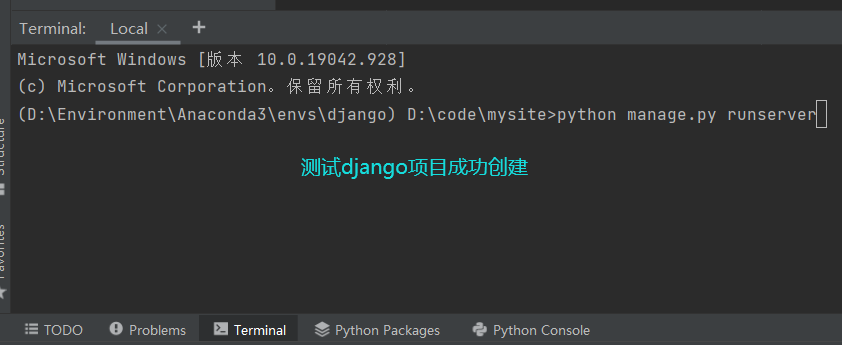 Terminal: Local × +
Microsoft Windows [版本 10.0.19042.928]
(c) Microsoft Corporation。保留所有权利。
(D:\Environment\Anaconda3\envs\django) D:\code\mysite>python manage.py runserver
测试django项目成功创建
Structure
Favorites
TODO Problems Terminal Python Packages Python Console